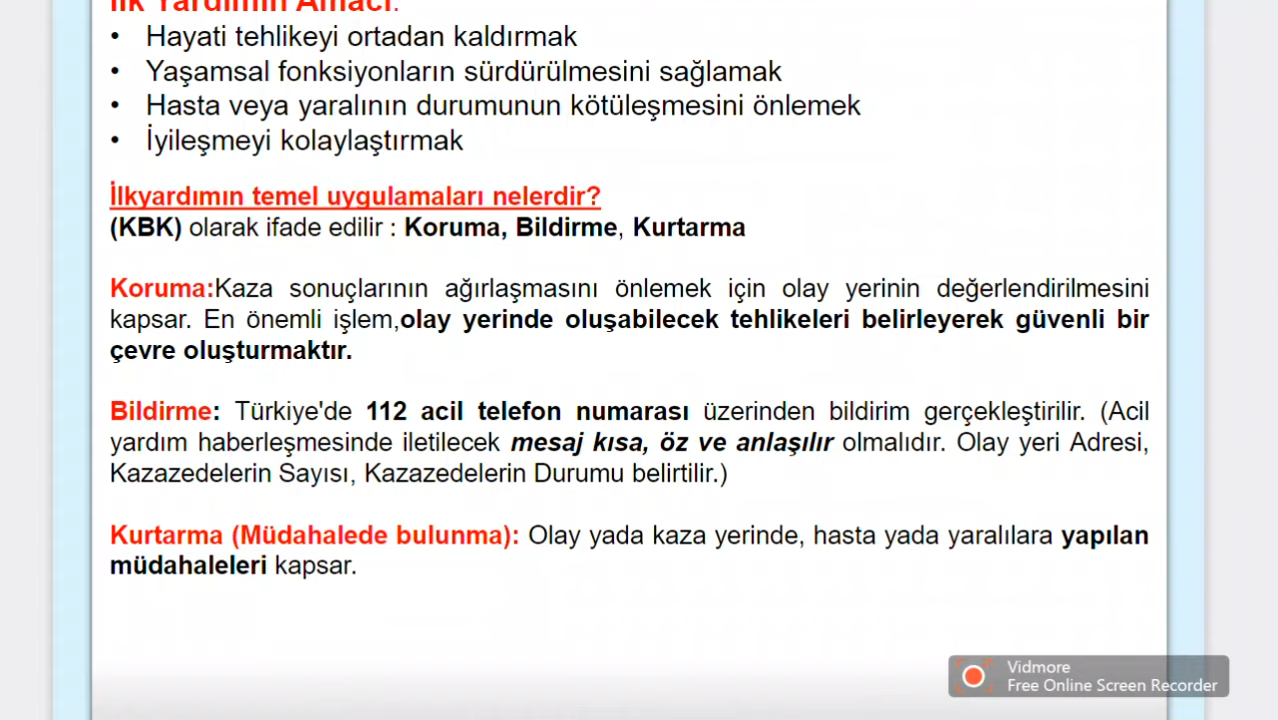 İlk Yardımın Amacı:
• Hayati tehlikeyi ortadan kaldırmak
• Yaşamsal fonksiyonların sürdürülmesini sağlamak
• Hasta veya yaralının durumunun kötüleşmesini önlemek
• İyileşmeyi kolaylaştırmak
İlkyardımın temel uygulamaları nelerdir?
(KBK) olarak ifade edilir : Koruma, Bildirme, Kurtarma
Koruma:Kaza sonuçlarının ağırlaşmasını önlemek için olay yerinin değerlendirilmesini
kapsar. En önemli işlem,olay yerinde oluşabilecek tehlikeleri belirleyerek güvenli bir
çevre oluşturmaktır.
Bildirme: Türkiye'de 112 acil telefon numarası üzerinden bildirim gerçekleştirilir. (Acil
yardım haberleşmesinde iletilecek mesaj kısa, öz ve anlaşılır olmalıdır. Olay yeri Adresi,
Kazazedelerin Sayısı, Kazazedelerin Durumu belirtilir.)
Kurtarma (Müdahalede bulunma): Olay yada kaza yerinde, hasta yada yaralılara yapılan
müdahaleleri kapsar.
Vidmore
Free Online Screen Recorder